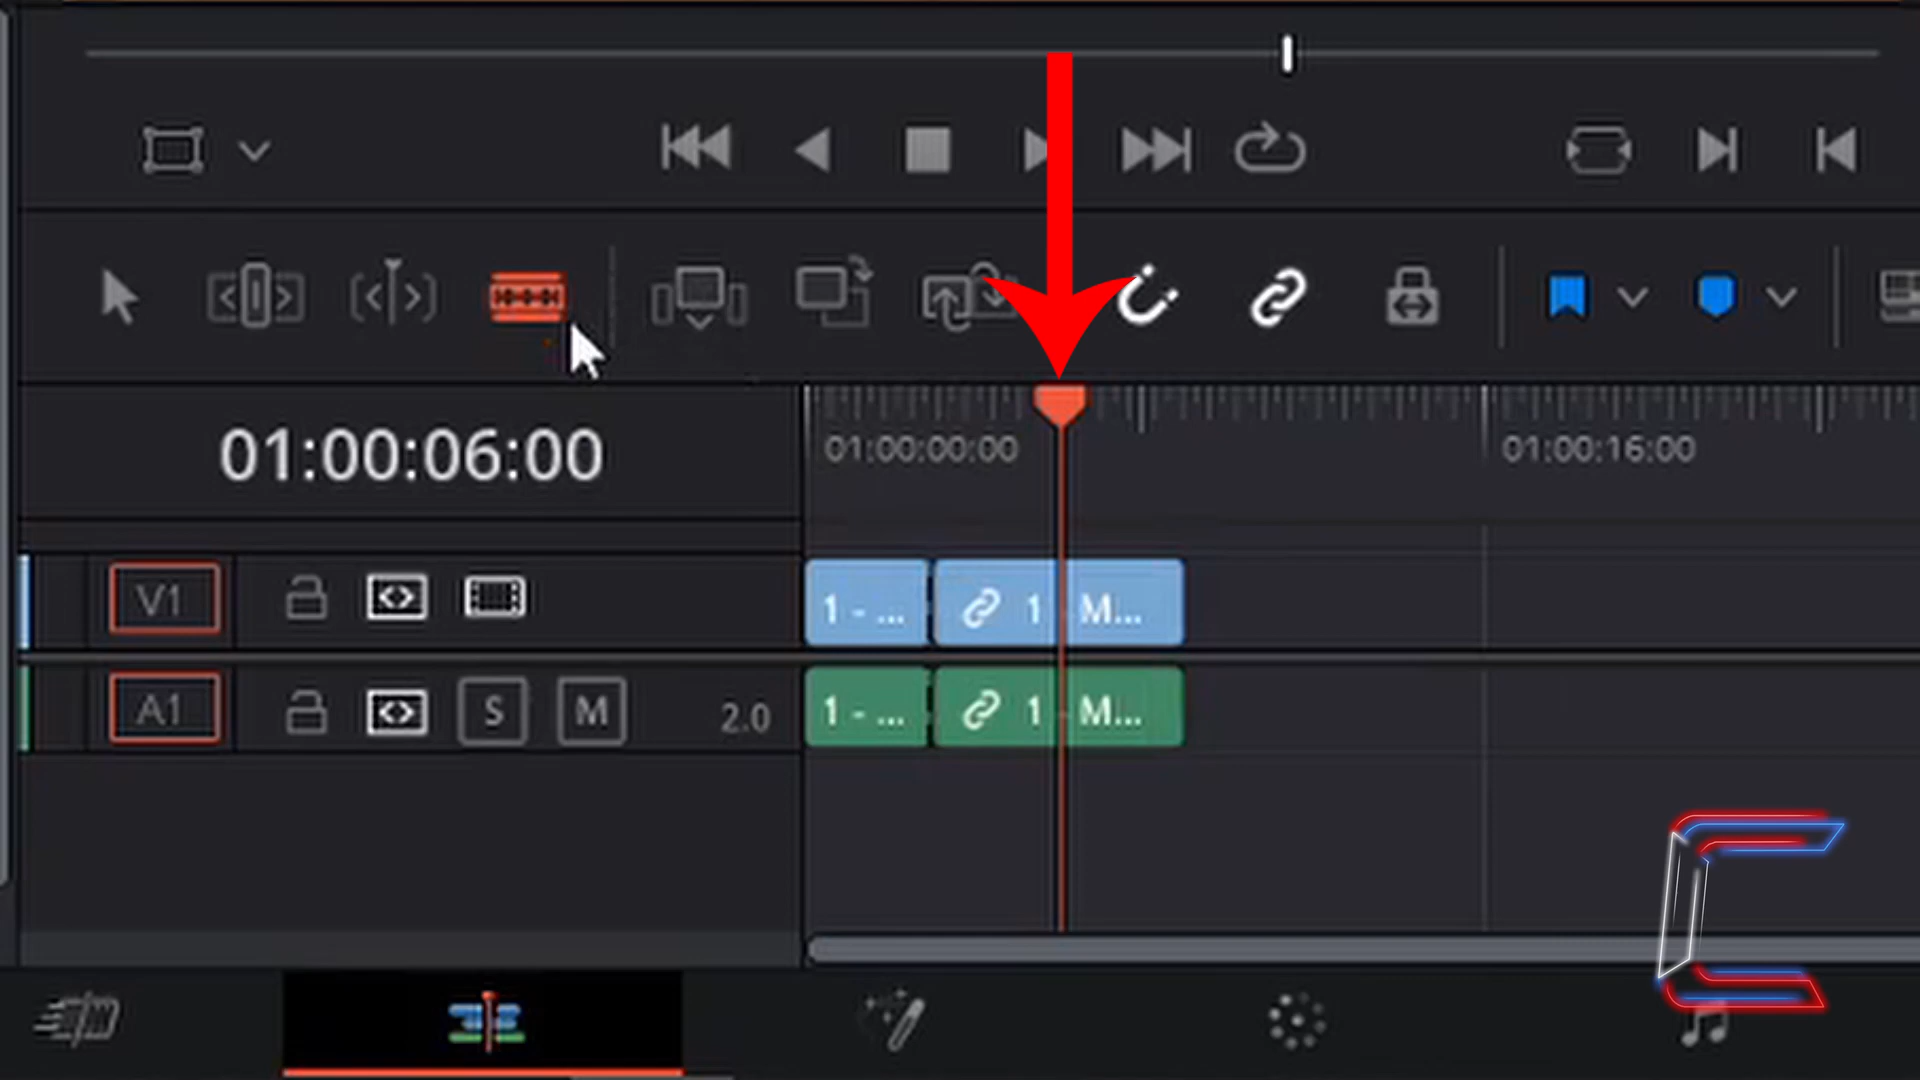 01:00:06:00
01:00:00:00
01:00:16:00
V1
1 - ...
1 - M...
A1
S
M
2.0
1 - ...
1 - M...